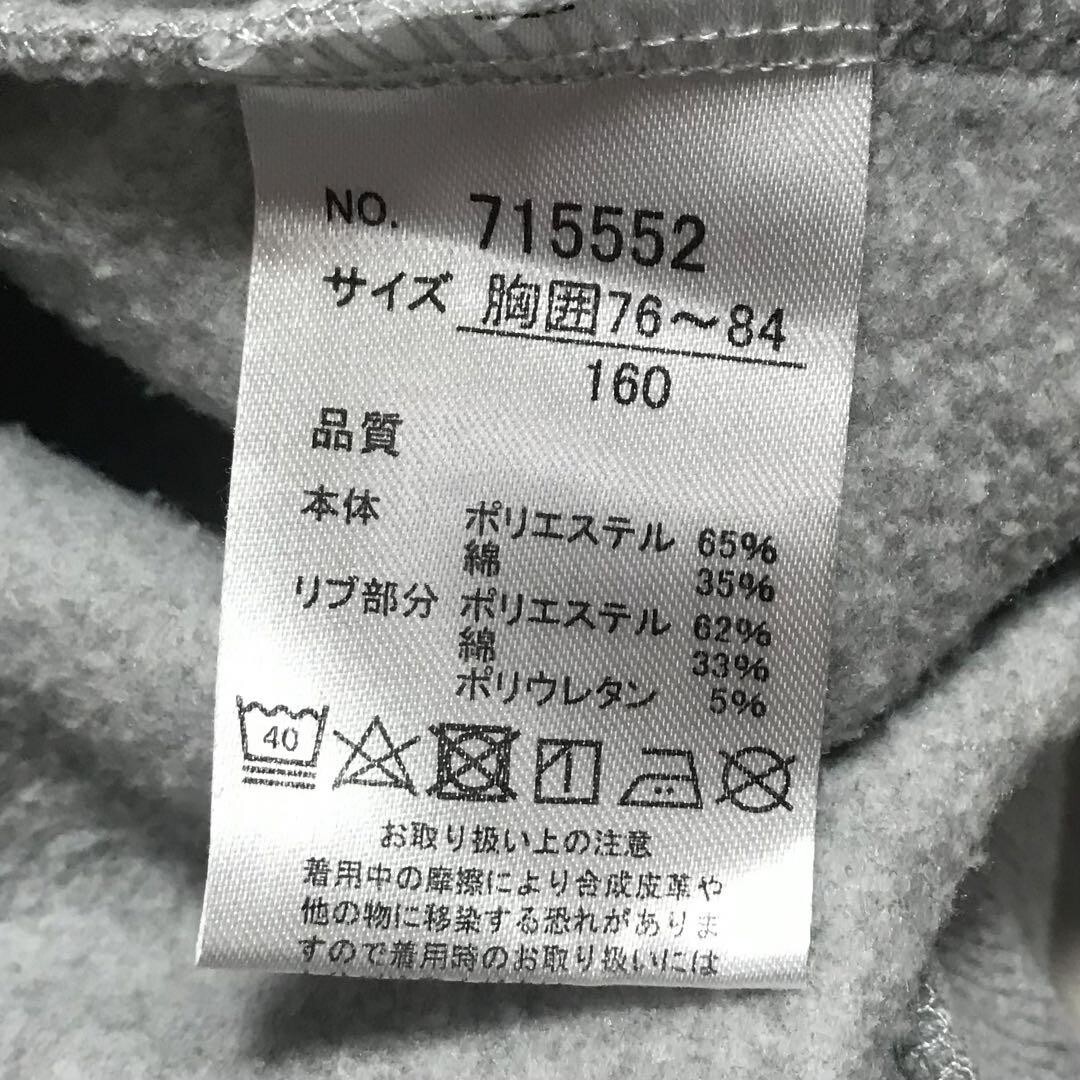 NO. 715552
サイズ 胸囲76～84
160
品質
本体 ポリエステル 65%
綿 35%
リブ部分 ポリエステル 62%
綿 33%
ポリウレタン 5%
40
お取り扱い上の注意
着用中の摩擦により合成皮革や
他の物に移染する恐れがありま
すので着用時のお取り扱いには